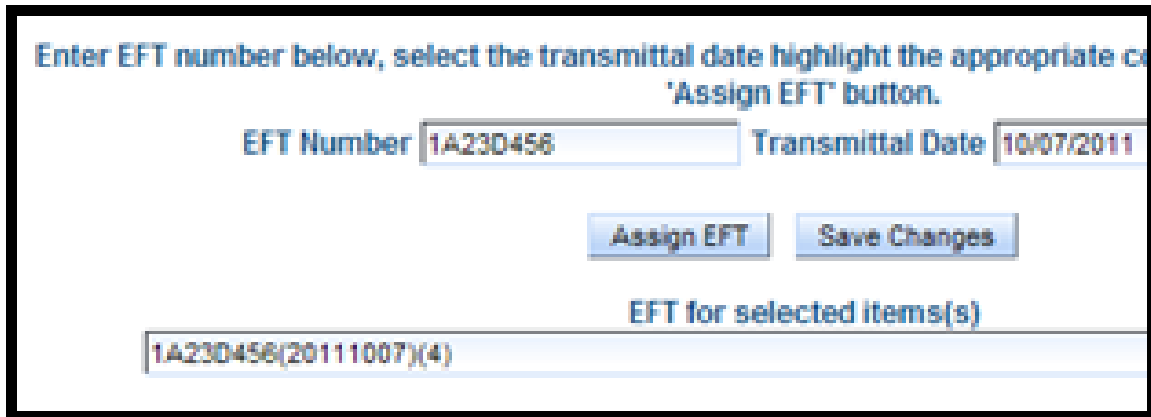 Enter EFT number below, select the transmittal date highlight the appropriate
'Assign EFT' button.
EFT Number 1A23D456 Transmittal Date 10/07/2011
Assign EFT Save Changes
EFT for selected items(s)
1A23D456(20111007)(4)